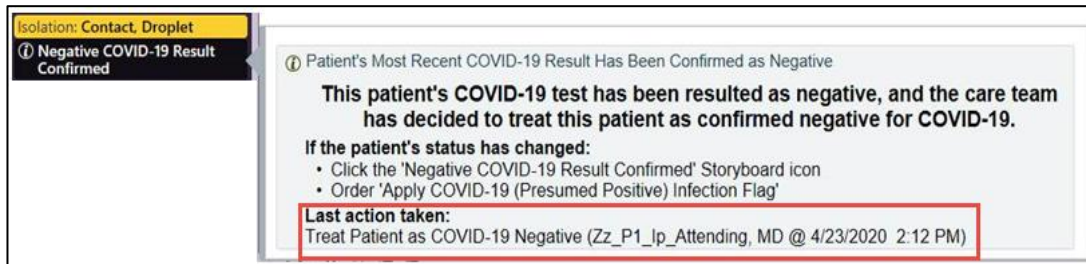 Isolation: Contact, Droplet
Negative COVID-19 Result
Confirmed
Patient's Most Recent COVID-19 Result Has Been Confirmed as Negative
This patient's COVID-19 test has been resulted as negative, and the care team
has decided to treat this patient as confirmed negative for COVID-19.
If the patient's status has changed:
• Click the 'Negative COVID-19 Result Confirmed' Storyboard icon
• Order 'Apply COVID-19 (Presumed Positive) Infection Flag'
Last action taken:
Treat Patient as COVID-19 Negative (Zz_P1_Ip_Attending, MD @ 4/23/2020 2:12 PM)